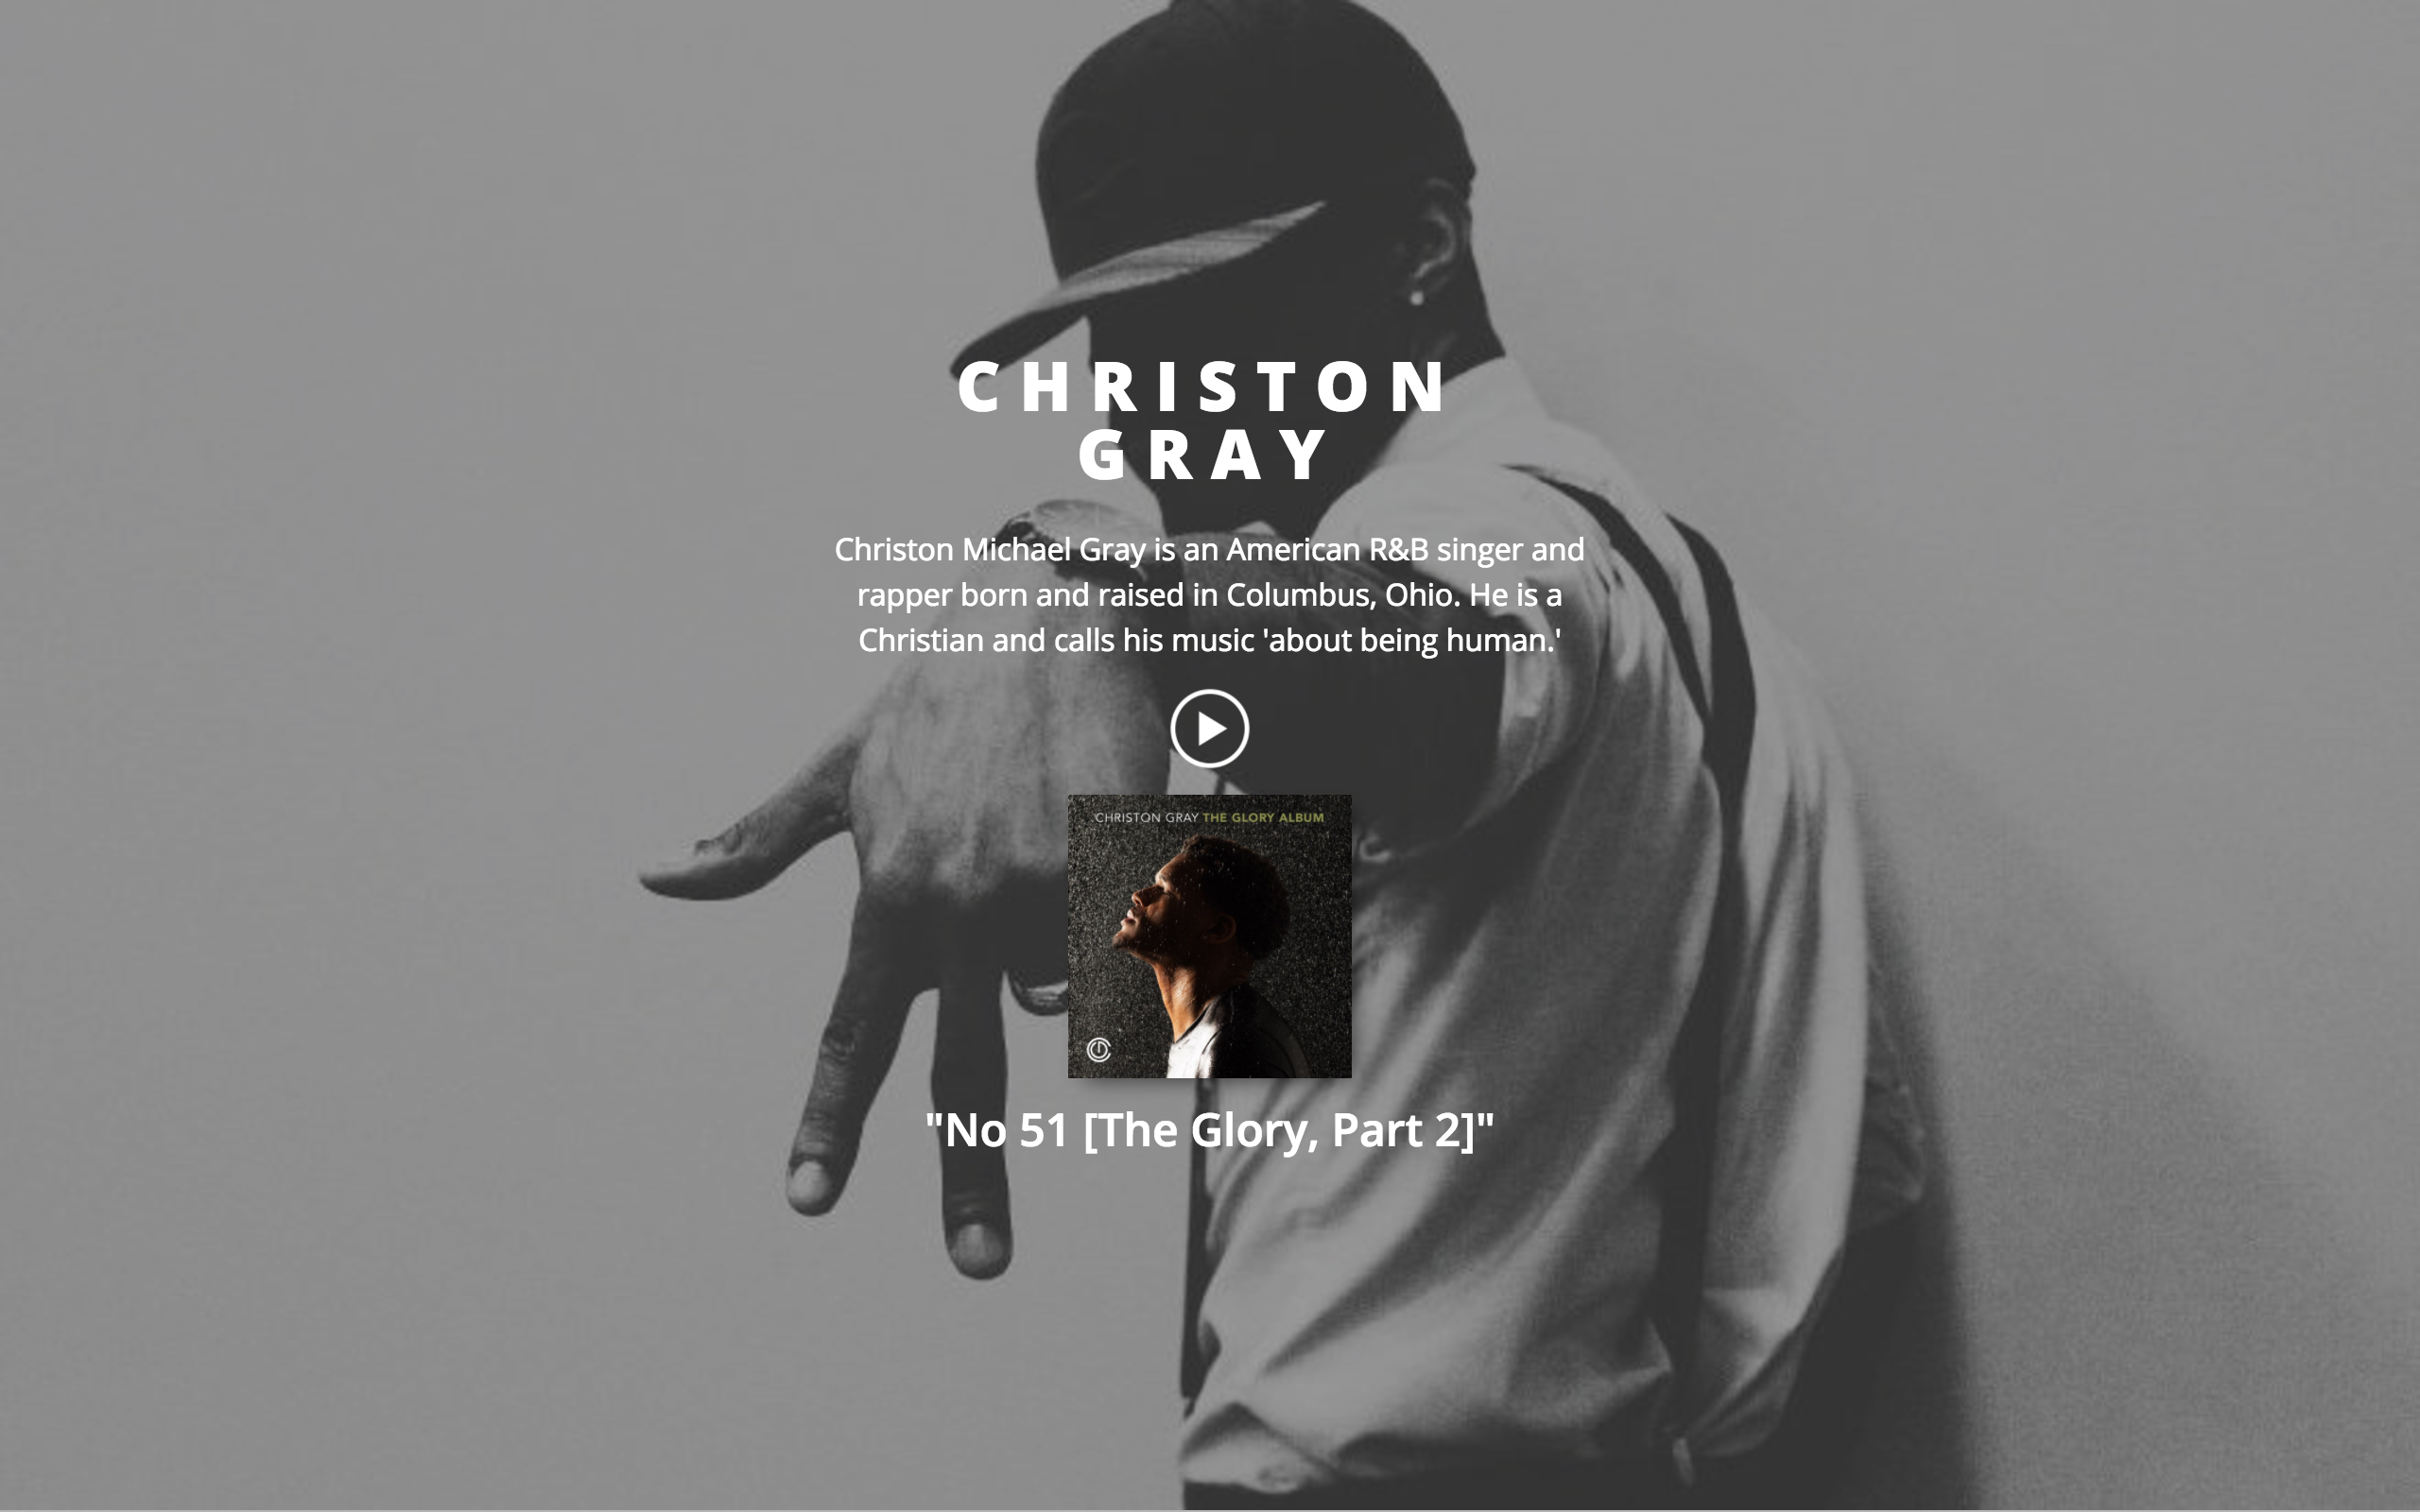 CHRISTON
GRAY
Christon Michael Gray is an American R&B singer and
rapper born and raised in Columbus, Ohio. He is a
Christian and calls his music 'about being human.'
CHRISTON GRAY THE GLORY ALBUM
"No 51 [The Glory, Part 2]"